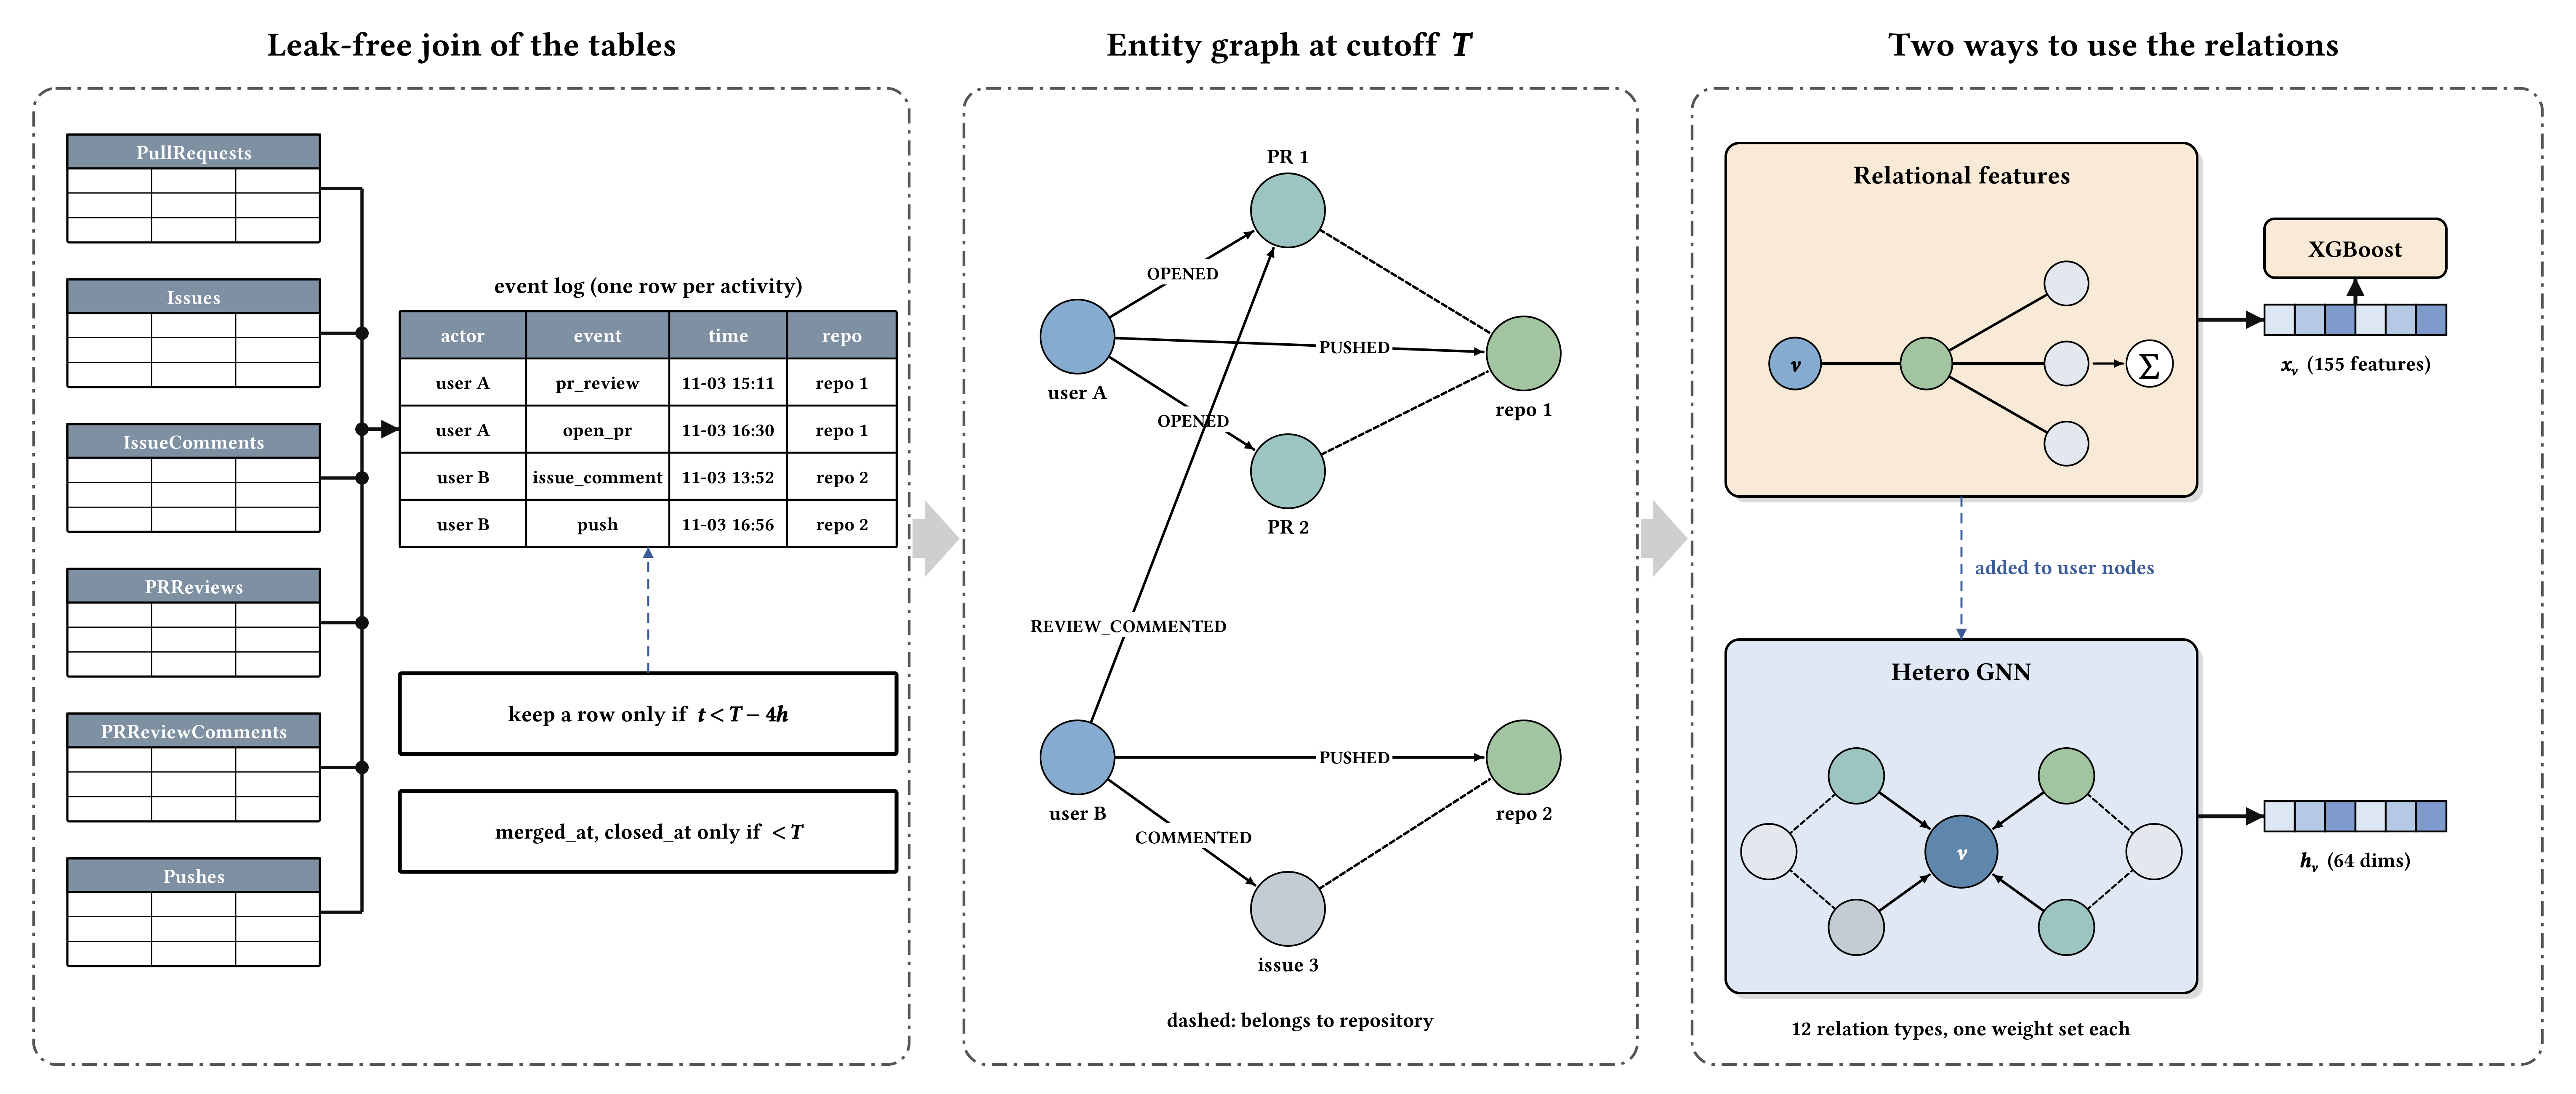 Leak-free join of the tables
PullRequests
Issues
IssueComments
PRReviews
PRReviewComments
Pushes
event log (one row per activity)
actor event time repo
user A pr_review 11-03 15:11 repo 1
user A open_pr 11-03 16:30 repo 1
user B issue_comment 11-03 13:52 repo 2
user B push 11-03 16:56 repo 2
keep a row only if t < T − 4h
merged_at, closed_at only if < T
Entity graph at cutoff T
PR 1
OPENED
PUSHED
user A
repo 1
OPENED
PR 2
REVIEW_COMMENTED
PUSHED
user B
repo 2
COMMENTED
issue 3
dashed: belongs to repository
Two ways to use the relations
Relational features
v
Σ
XGBoost
xv (155 features)
added to user nodes
Hetero GNN
v
hv (64 dims)
12 relation types, one weight set each